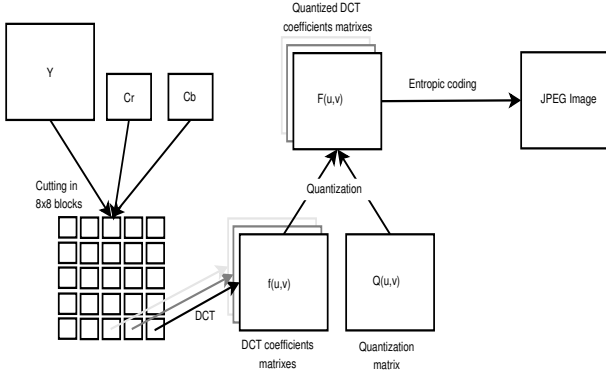 Quantized DCT
coefficients matrixes
Y
Cr
Cb
F(u,v)
Entropic coding
JPEG Image
Cutting in
8x8 blocks
Quantization
f(u,v)
Q(u,v)
DCT
DCT coefficients
matrixes
Quantization
matrix